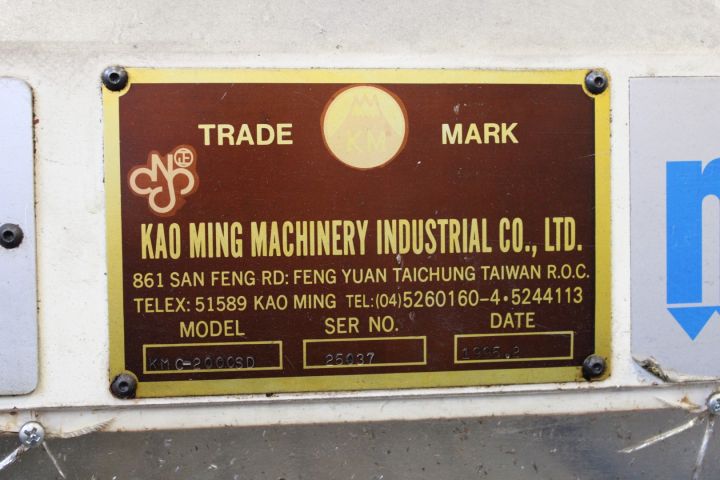 TRADE KM MARK
KAO MING MACHINERY INDUSTRIAL CO., LTD.
861 SAN FENG RD: FENG YUAN TAICHUNG TAIWAN R.O.C.
TELEX: 51589 KAO MING TEL:(04)5260160-4·5244113
MODEL SER NO. DATE
KMC-2000SD 25037